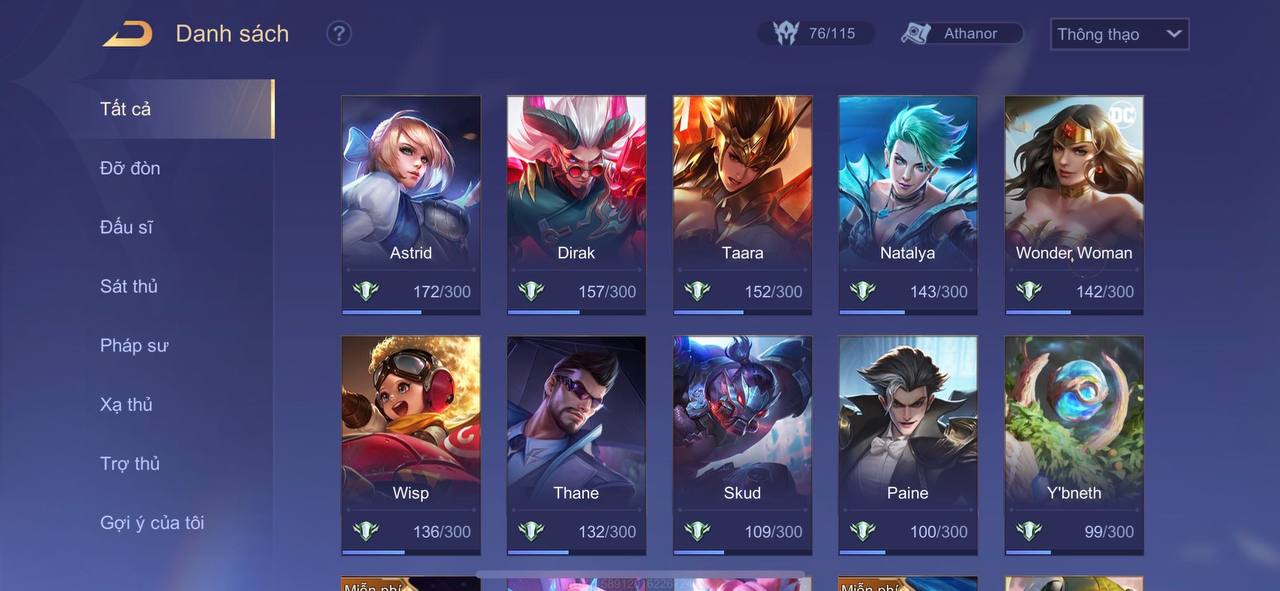 Danh sách
?
76/115
Athanor
Thông thạo
Tất cả
Đỡ đòn
Đấu sĩ
Sát thủ
Pháp sư
Xạ thủ
Trợ thủ
Gợi ý của tôi
DC
Astrid
Dirak
Taara
Natalya
Wonder Woman
172/300
157/300
152/300
143/300
142/300
Wisp
Thane
Skud
Paine
Y'bneth
136/300
132/300
109/300
100/300
99/300
Miễn phí
Miễn phí